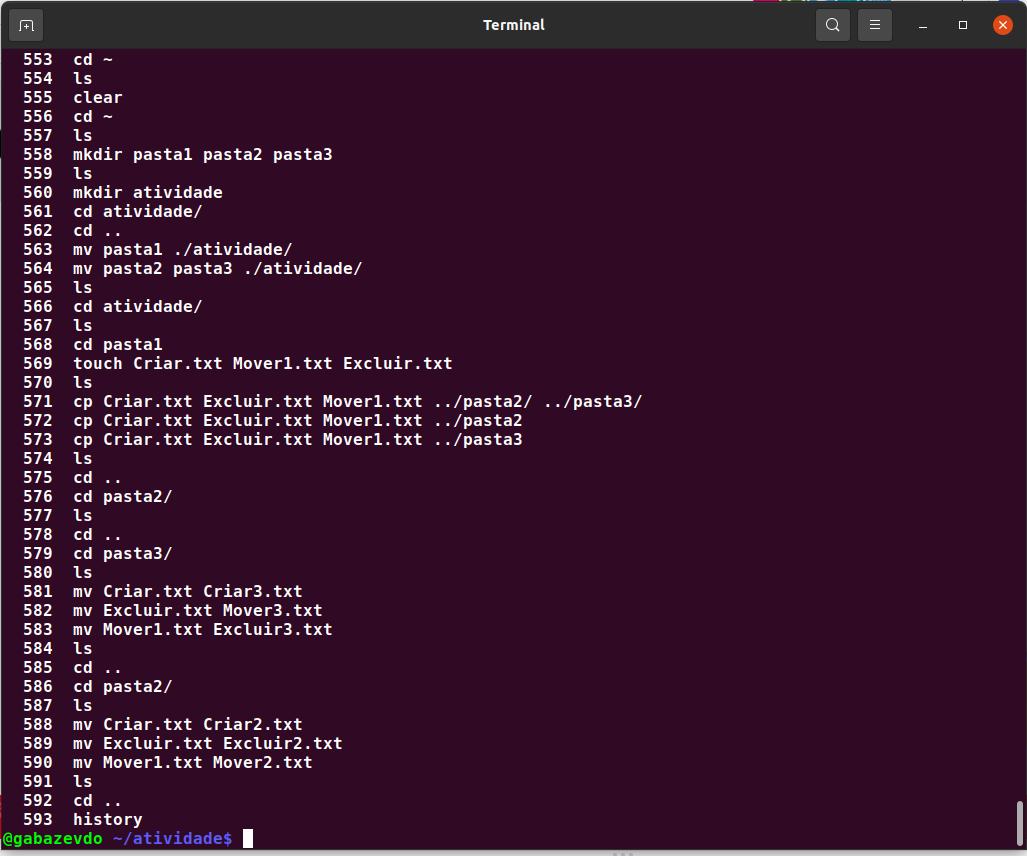 Terminal
553 cd ~
554 ls
555 clear
556 cd ~
557 ls
558 mkdir pasta1 pasta2 pasta3
559 ls
560 mkdir atividade
561 cd atividade/
562 cd ..
563 mv pasta1 ./atividade/
564 mv pasta2 pasta3 ./atividade/
565 ls
566 cd atividade/
567 ls
568 cd pasta1
569 touch Criar.txt Mover1.txt Excluir.txt
570 ls
571 cp Criar.txt Excluir.txt Mover1.txt ../pasta2/ ../pasta3/
572 cp Criar.txt Excluir.txt Mover1.txt ../pasta2
573 cp Criar.txt Excluir.txt Mover1.txt ../pasta3
574 ls
575 cd ..
576 cd pasta2/
577 ls
578 cd ..
579 cd pasta3/
580 ls
581 mv Criar.txt Criar3.txt
582 mv Excluir.txt Mover3.txt
583 mv Mover1.txt Excluir3.txt
584 ls
585 cd ..
586 cd pasta2/
587 ls
588 mv Criar.txt Criar2.txt
589 mv Excluir.txt Excluir2.txt
590 mv Mover1.txt Mover2.txt
591 ls
592 cd ..
593 history
@gabazevdo ~/atividade$